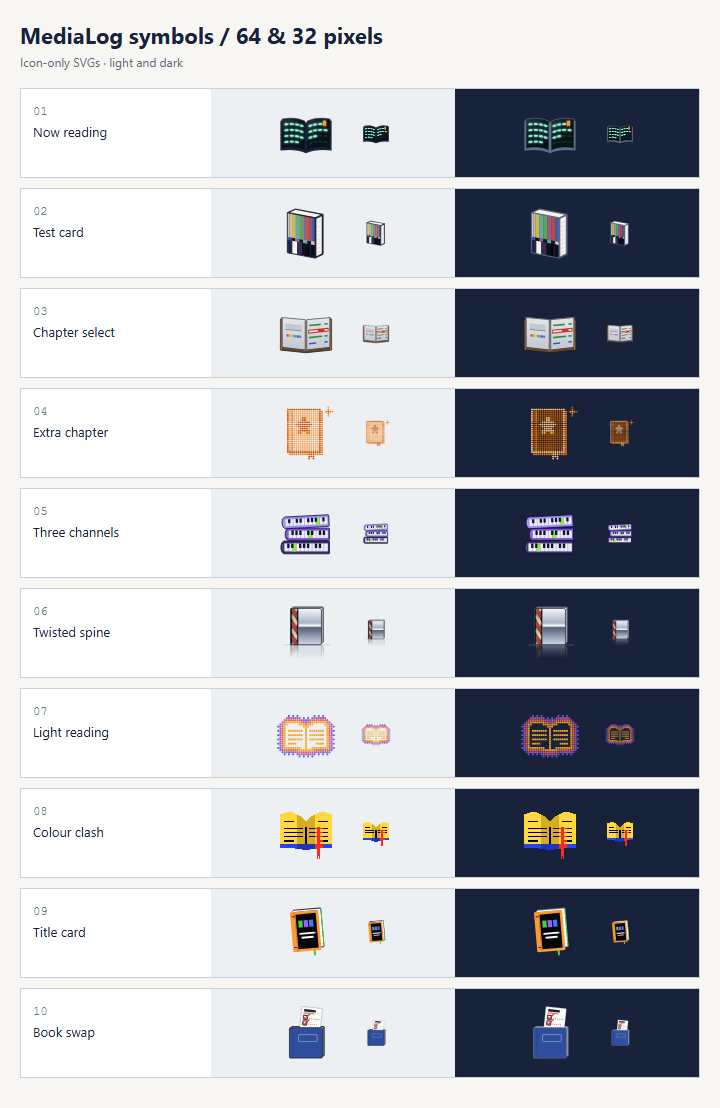 MediaLog symbols / 64 & 32 pixels
Icon-only SVGs · light and dark
01
Now reading
02
Test card
03
Chapter select
04
Extra chapter
05
Three channels
06
Twisted spine
07
Light reading
08
Colour clash
09
Title card
10
Book swap